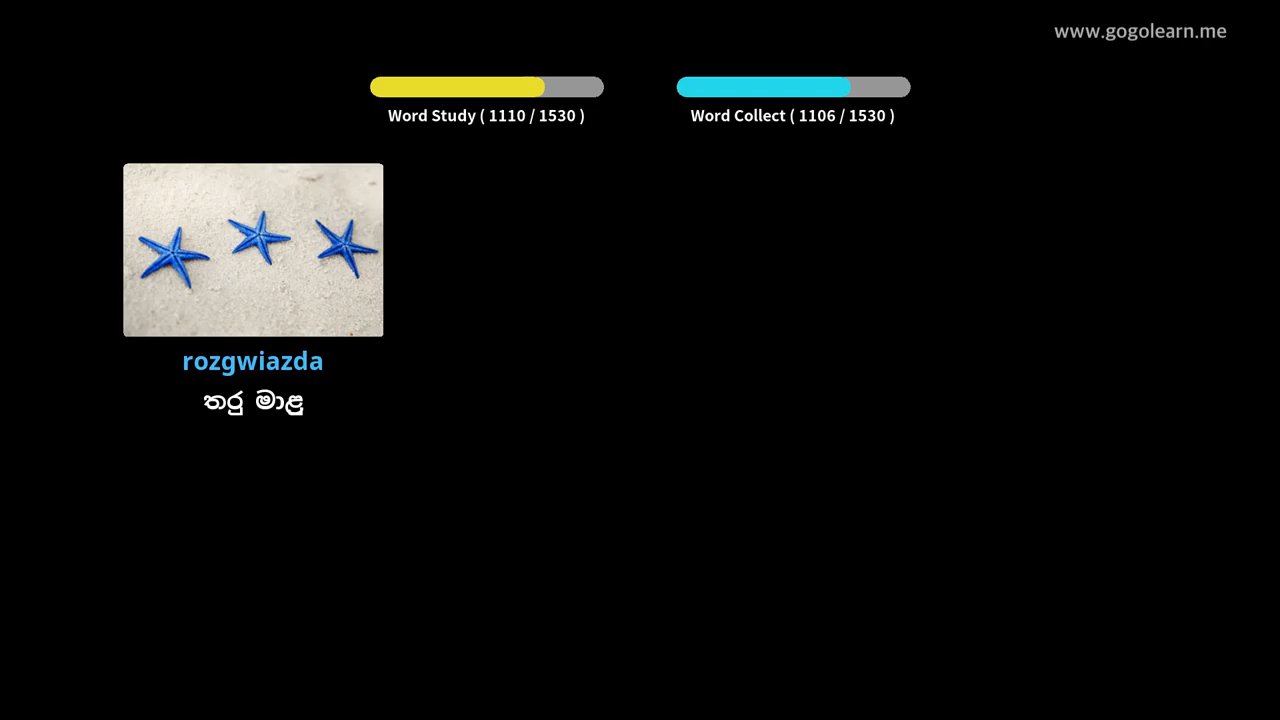 www.gogolearn.me
Word Study ( 1110 / 1530 )
Word Collect ( 1106 / 1530 )
rozgwiazda
තරු මාළු